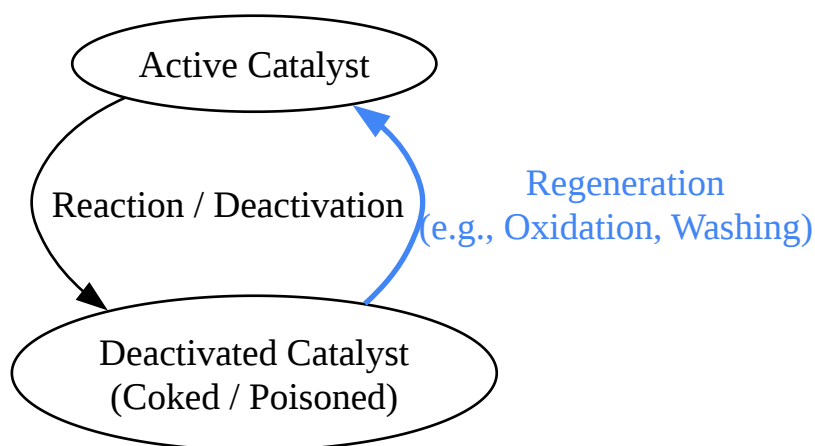 Active Catalyst
Reaction / Deactivation
Regeneration
(e.g., Oxidation, Washing)
Deactivated Catalyst
(Coked / Poisoned)